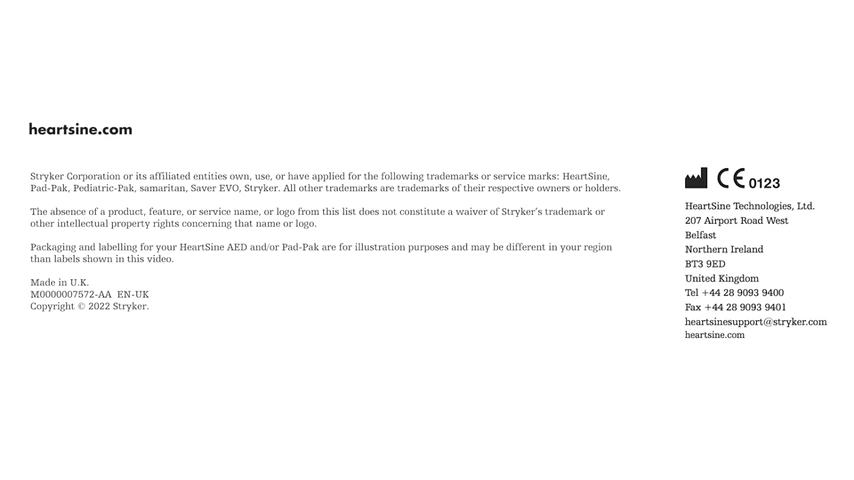 heartsine.com
Stryker Corporation or its affiliated entities own, use, or have applied for the following trademarks or service marks: HeartSine,
Pad-Pak, Pediatric-Pak, samaritan, Saver EVO, Stryker. All other trademarks are trademarks of their respective owners or holders.
The absence of a product, feature, or service name, or logo from this list does not constitute a waiver of Stryker's trademark or
other intellectual property rights concerning that name or logo.
Packaging and labelling for your HeartSine AED and/or Pad-Pak are for illustration purposes and may be different in your region
than labels shown in this video.
Made in U.K.
M0000007572-AA EN-UK
Copyright © 2022 Stryker.
CE 0123
HeartSine Technologies, Ltd.
207 Airport Road West
Belfast
Northern Ireland
BT3 9ED
United Kingdom
Tel +44 28 9093 9400
Fax +44 28 9093 9401
heartsinesupport@stryker.com
heartsine.com